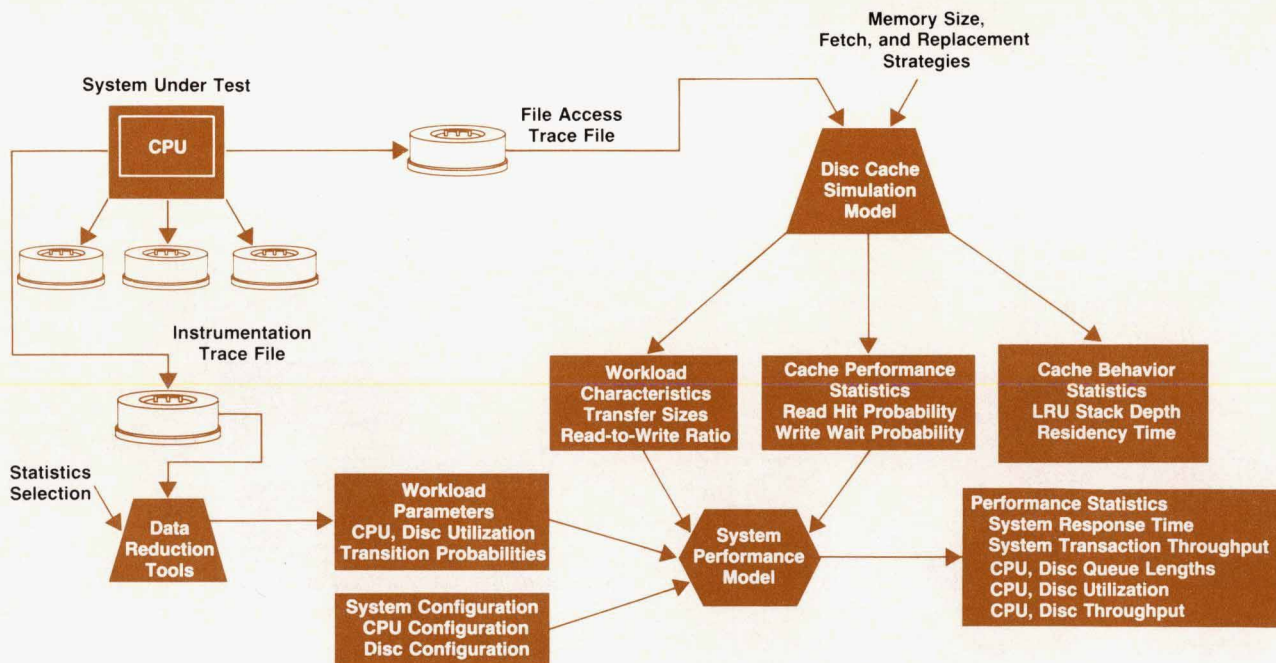 Memory Size,
Fetch, and Replacement
Strategies
System Under Test
CPU
File Access
Trace File
Disc Cache
Simulation
Model
Instrumentation
Trace File
Workload
Characteristics
Transfer Sizes
Read-to-Write Ratio
Cache Performance
Statistics
Read Hit Probability
Write Wait Probability
Cache Behavior
Statistics
LRU Stack Depth
Residency Time
Statistics
Selection
Data
Reduction
Tools
Workload
Parameters
CPU, Disc Utilization
Transition Probabilities
System Configuration
CPU Configuration
Disc Configuration
System
Performance
Model
Performance Statistics
System Response Time
System Transaction Throughput
CPU, Disc Queue Lengths
CPU, Disc Utilization
CPU, Disc Throughput